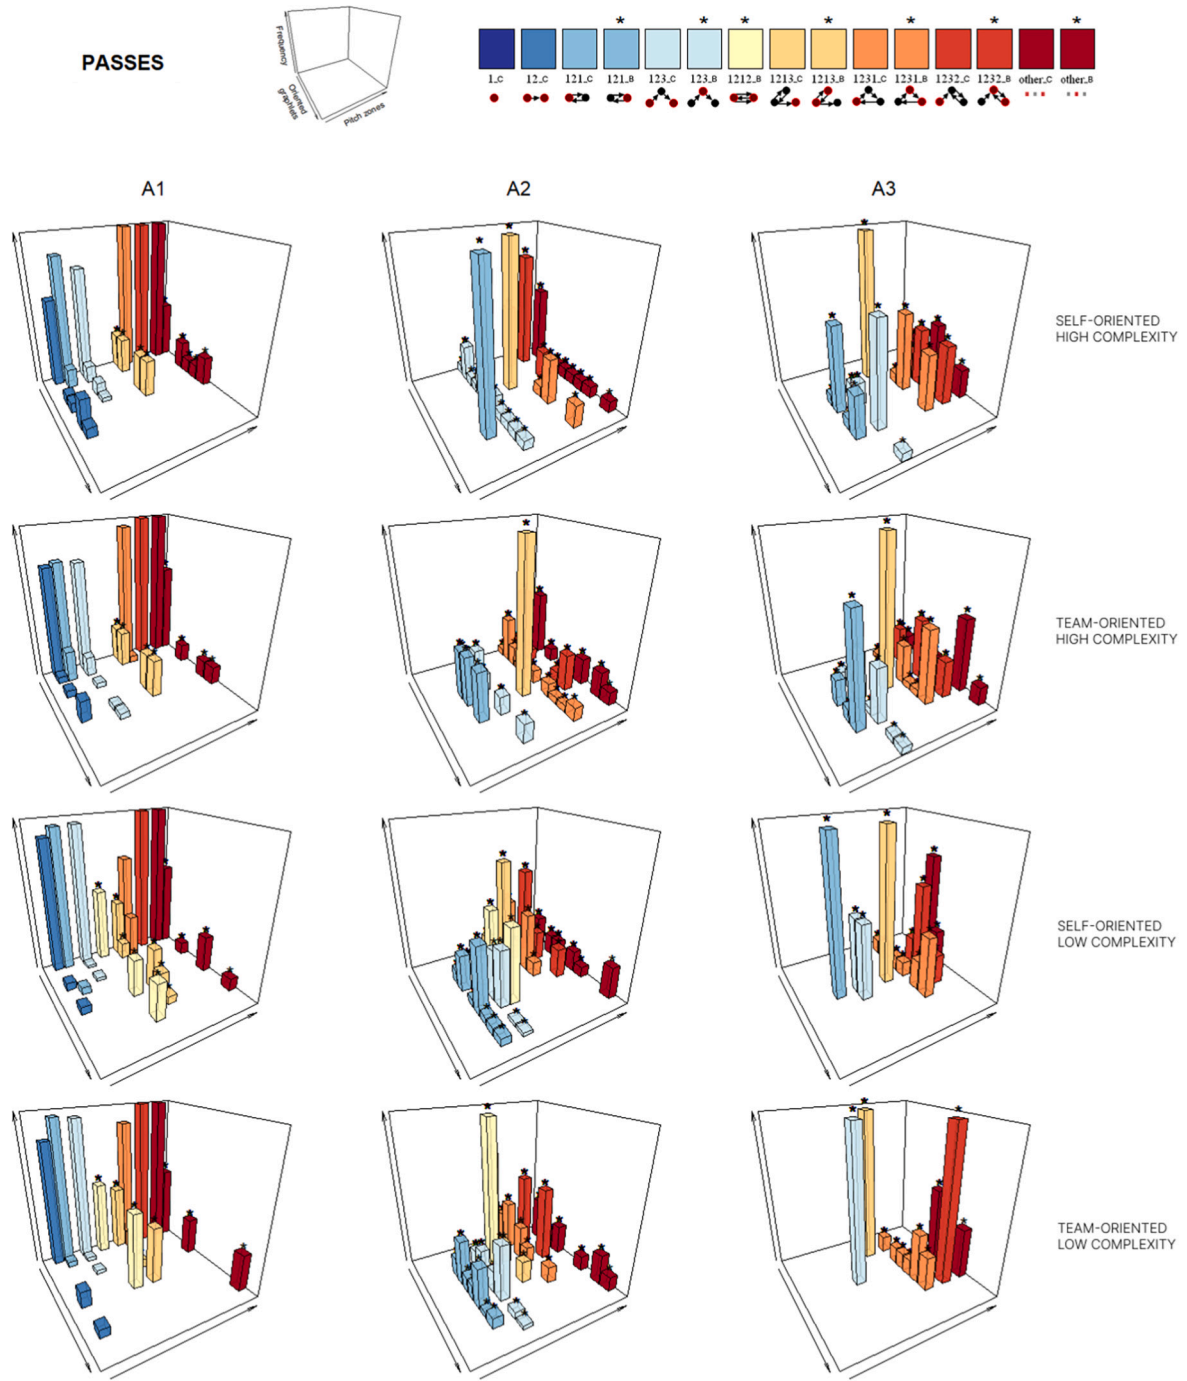 * * * * * * *
PASSES
Frequency
Oriented graphlets
Pitch zones
1_C 12_C 121_C 121_B 123_C 123_B 1212_B 1213_C 1213_B 1231_C 1231_B 1232_C 1232_B other_C other_B
A1 A2 A3
SELF-ORIENTED
HIGH COMPLEXITY
TEAM-ORIENTED
HIGH COMPLEXITY
SELF-ORIENTED
LOW COMPLEXITY
TEAM-ORIENTED
LOW COMPLEXITY